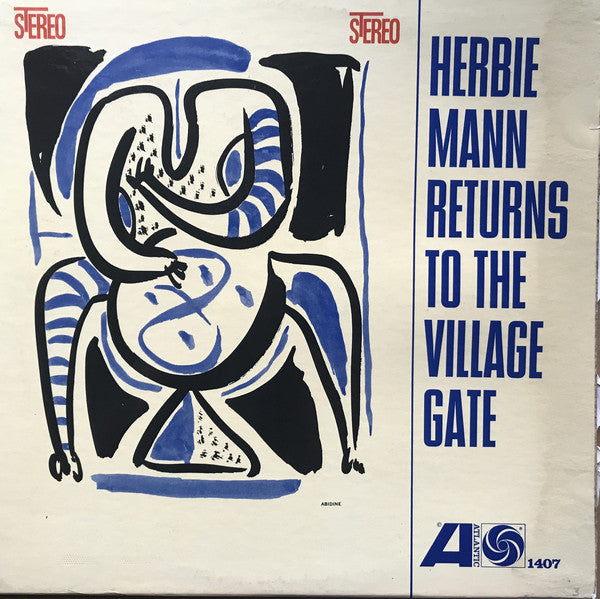 STEREO
STEREO
HERBIE
MANN
RETURNS
TO THE
VILLAGE
GATE
ABIDINE
©
ATLANTIC
1407